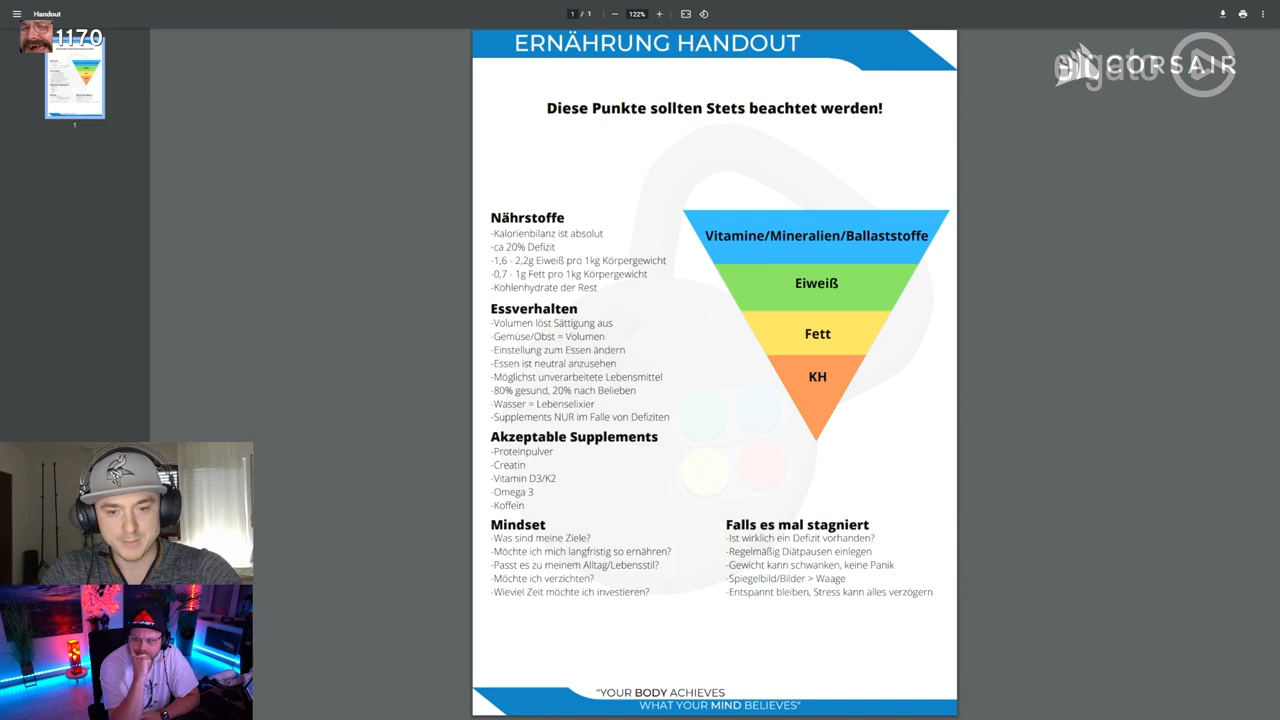 Handout
1 / 1
122%
1170
elgato
CORSAIR
1
ERNÄHRUNG HANDOUT
Diese Punkte sollten Stets beachtet werden!
Nährstoffe
-Kalorienbilanz ist absolut
-ca 20% Defizit
-1,6 - 2,2g Eiweiß pro 1kg Körpergewicht
-0,7 - 1g Fett pro 1kg Körpergewicht
-Kohlenhydrate der Rest
Vitamine/Mineralien/Ballaststoffe
Eiweiß
Fett
KH
Essverhalten
-Volumen löst Sättigung aus
-Gemüse/Obst = Volumen
-Einstellung zum Essen ändern
-Essen ist neutral anzusehen
-Möglichst unverarbeitete Lebensmittel
-80% gesund, 20% nach Belieben
-Wasser = Lebenselixier
-Supplements NUR im Falle von Defiziten
Akzeptable Supplements
-Proteinpulver
-Creatin
-Vitamin D3/K2
-Omega 3
-Koffein
Mindset
-Was sind meine Ziele?
-Möchte ich mich langfristig so ernähren?
-Passt es zu meinem Alltag/Lebensstil?
-Möchte ich verzichten?
-Wieviel Zeit möchte ich investieren?
Falls es mal stagniert
-Ist wirklich ein Defizit vorhanden?
-Regelmäßig Diätpausen einlegen
-Gewicht kann schwanken, keine Panik
-Spiegelbild/Bilder > Waage
-Entspannt bleiben, Stress kann alles verzögern
"YOUR BODY ACHIEVES
WHAT YOUR MIND BELIEVES"